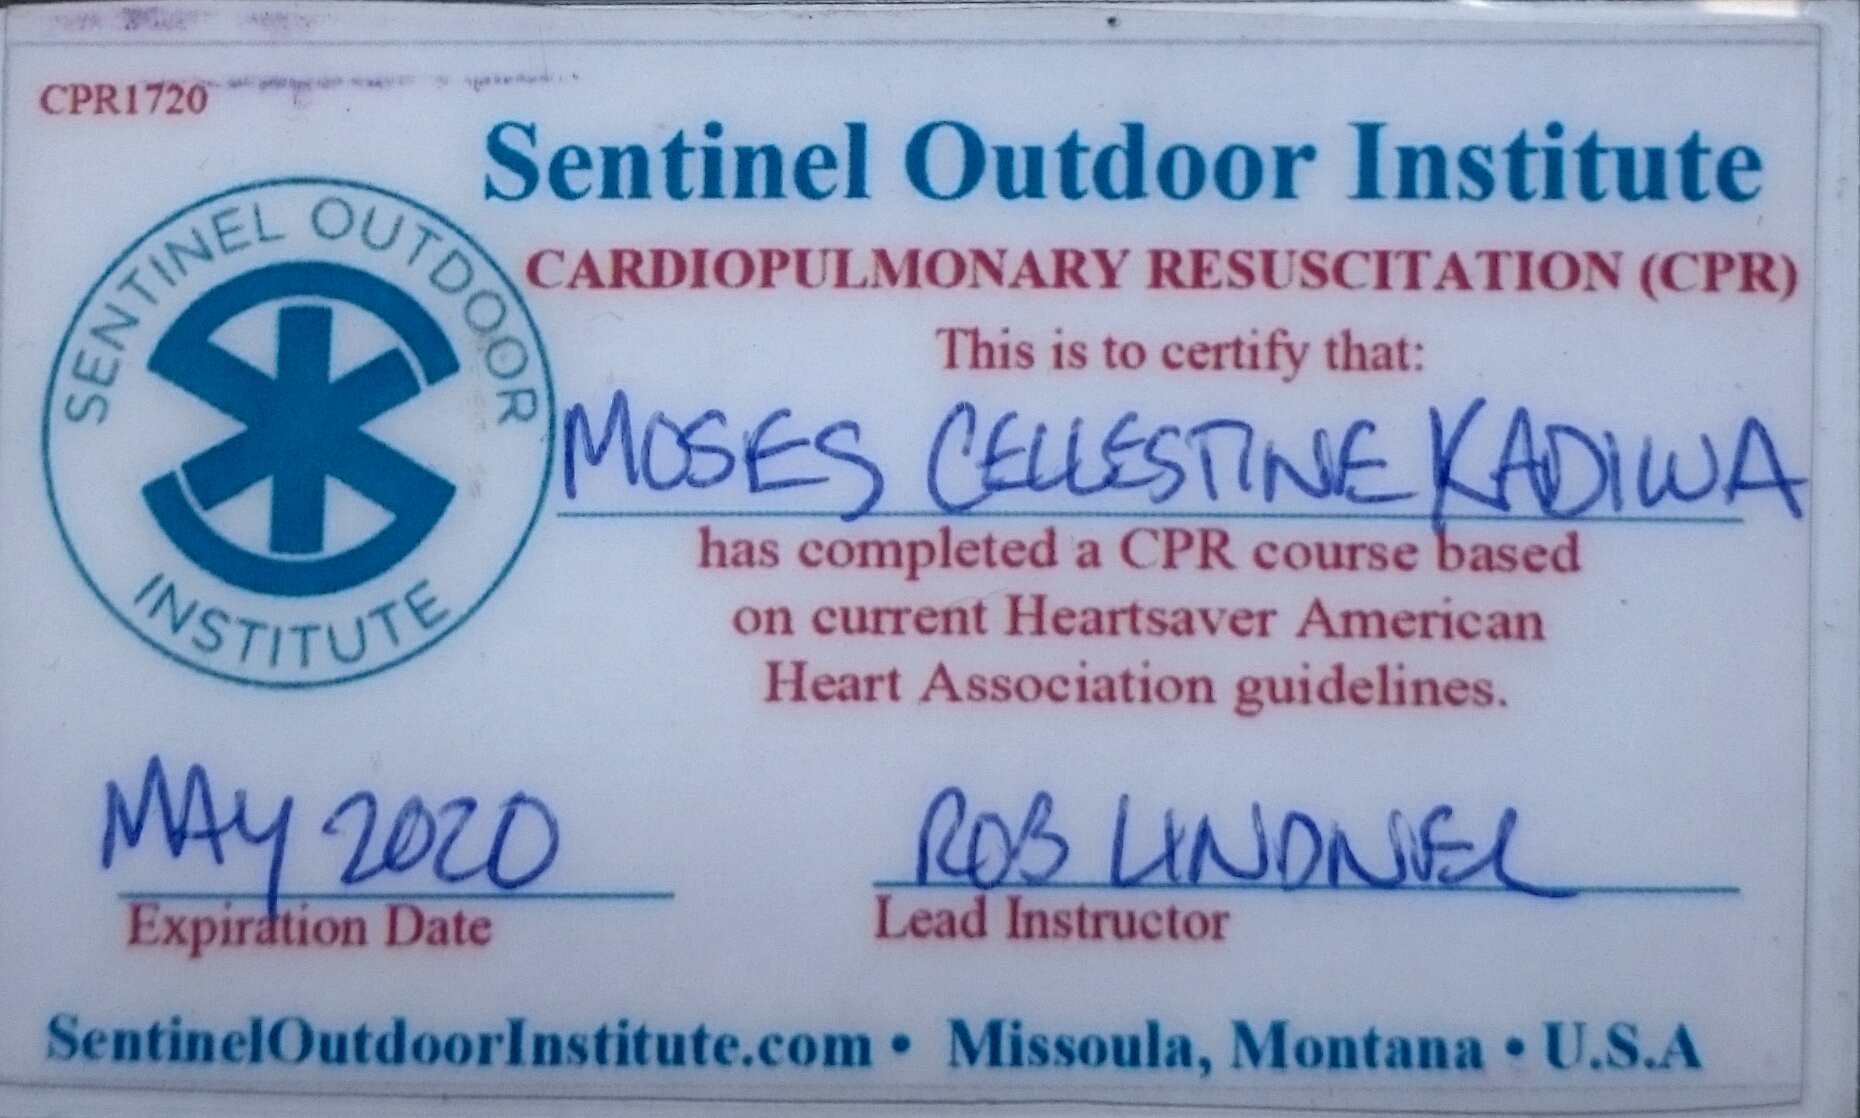 CPR1720
Sentinel Outdoor Institute
CARDIOPULMONARY RESUSCITATION (CPR)
This is to certify that:
MOSES CELLESTINE KADIWA
has completed a CPR course based
on current Heartsaver American
Heart Association guidelines.
SENTINEL OUTDOOR
INSTITUTE
MAY 2020
Expiration Date
ROB LINDNER
Lead Instructor
SentinelOutdoorInstitute.com • Missoula, Montana • U.S.A